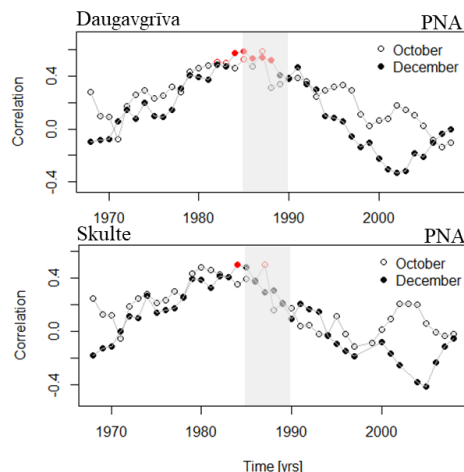 Daugavgrīva PNA
October
December
Correlation
0.4
0.0
-0.4
1970 1980 1990 2000
Skulte PNA
October
December
Correlation
0.4
0.0
-0.4
1970 1980 1990 2000
Time [yrs]